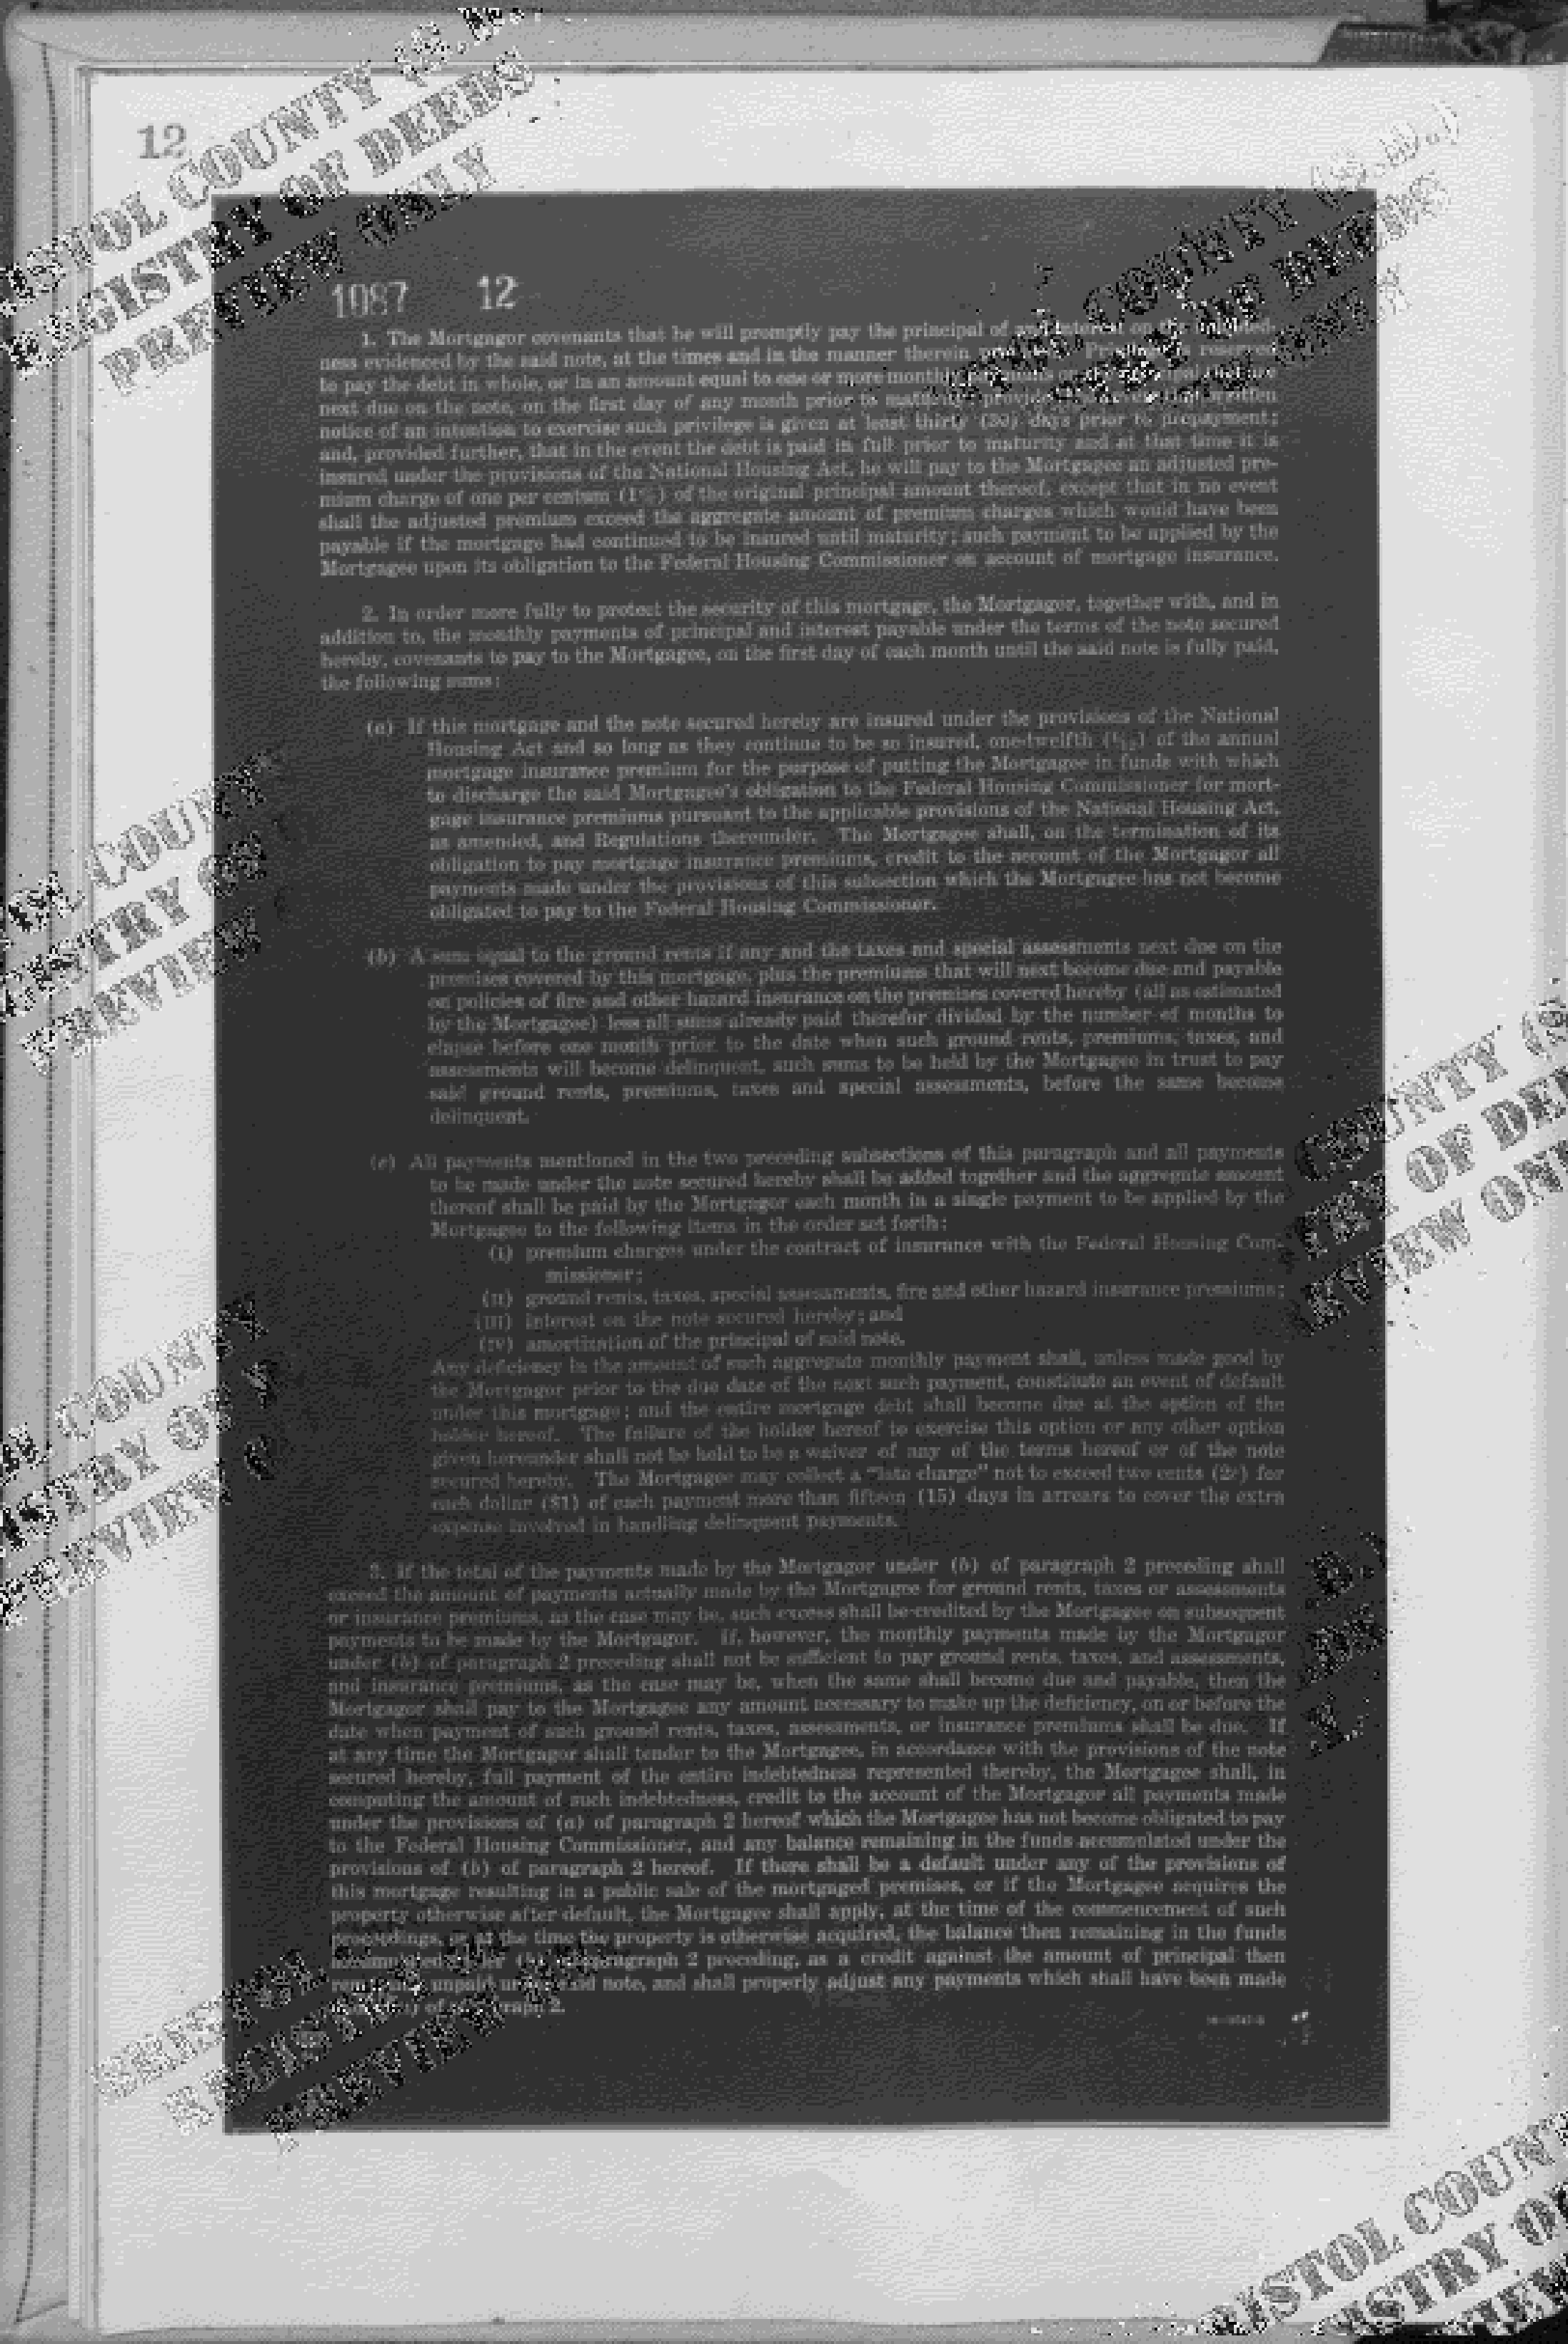 12
1087 12
1. The Mortgagor covenants that he will promptly pay the principal of and interest on the
ness evidenced by the said note, at the times and in the manner therein reserved
to pay the debt in whole, or in an amount equal to one or more monthly
next due on the note, on the first day of any month prior to maturity; written
notice of an intention to exercise such privilege is given at least thirty (30) days prior to prepayment;
and, provided further, that in the event the debt is paid in full prior to maturity and at that time it is
insured under the provisions of the National Housing Act, he will pay to the Mortgagee an adjusted pre-
mium charge of one per centum (1%) of the original principal amount thereof, except that in no event
shall the adjusted premium exceed the aggregate amount of premium charges which would have been
payable if the mortgage had continued to be insured until maturity; such payment to be applied by the
Mortgagee upon its obligation to the Federal Housing Commissioner on account of mortgage insurance.
2. In order more fully to protect the security of this mortgage, the Mortgagor, together with, and in
addition to, the monthly payments of principal and interest payable under the terms of the note secured
hereby, covenants to pay to the Mortgagee, on the first day of each month until the said note is fully paid,
the following sums:
(a) If this mortgage and the note secured hereby are insured under the provisions of the National
Housing Act and so long as they continue to be so insured, one-twelfth (1/12) of the annual
mortgage insurance premium for the purpose of putting the Mortgagee in funds with which
to discharge the said Mortgagee's obligation to the Federal Housing Commissioner for mort-
gage insurance premiums pursuant to the applicable provisions of the National Housing Act,
as amended, and Regulations thereunder. The Mortgagee shall, on the termination of its
obligation to pay mortgage insurance premiums, credit to the account of the Mortgagor all
payments made under the provisions of this subsection which the Mortgagee has not become
obligated to pay to the Federal Housing Commissioner.
(b) A sum equal to the ground rents if any and the taxes and special assessments next due on the
premises covered by this mortgage, plus the premiums that will next become due and payable
on policies of fire and other hazard insurance on the premises covered hereby (all as estimated
by the Mortgagee) less all sums already paid therefor divided by the number of months to
elapse before one month prior to the date when such ground rents, premiums, taxes, and
assessments will become delinquent, such sums to be held by the Mortgagee in trust to pay
said ground rents, premiums, taxes and special assessments, before the same become
delinquent.
(c) All payments mentioned in the two preceding subsections of this paragraph and all payments
to be made under the note secured hereby shall be added together and the aggregate amount
thereof shall be paid by the Mortgagor each month in a single payment to be applied by the
Mortgagee to the following items in the order set forth:
(I) premium charges under the contract of insurance with the Federal Housing Com-
missioner;
(II) ground rents, taxes, special assessments, fire and other hazard insurance premiums;
(III) interest on the note secured hereby; and
(IV) amortization of the principal of said note.
Any deficiency in the amount of such aggregate monthly payment shall, unless made good by
the Mortgagor prior to the due date of the next such payment, constitute an event of default
under this mortgage; and the entire mortgage debt shall become due at the option of the
holder hereof. The failure of the holder hereof to exercise this option or any other option
given hereunder shall not be held to be a waiver of any of the terms hereof or of the note
secured hereby. The Mortgagee may collect a "late charge" not to exceed two cents (2¢) for
each dollar ($1) of each payment more than fifteen (15) days in arrears to cover the extra
expense involved in handling delinquent payments.
3. If the total of the payments made by the Mortgagor under (b) of paragraph 2 preceding shall
exceed the amount of payments actually made by the Mortgagee for ground rents, taxes or assessments
or insurance premiums, as the case may be, such excess shall be credited by the Mortgagee on subsequent
payments to be made by the Mortgagor. If, however, the monthly payments made by the Mortgagor
under (b) of paragraph 2 preceding shall not be sufficient to pay ground rents, taxes, and assessments,
and insurance premiums, as the case may be, when the same shall become due and payable, then the
Mortgagor shall pay to the Mortgagee any amount necessary to make up the deficiency, on or before the
date when payment of such ground rents, taxes, assessments, or insurance premiums shall be due. If
at any time the Mortgagor shall tender to the Mortgagee, in accordance with the provisions of the note
secured hereby, full payment of the entire indebtedness represented thereby, the Mortgagee shall, in
computing the amount of such indebtedness, credit to the account of the Mortgagor all payments made
under the provisions of (a) of paragraph 2 hereof which the Mortgagee has not become obligated to pay
to the Federal Housing Commissioner, and any balance remaining in the funds accumulated under the
provisions of (b) of paragraph 2 hereof. If there shall be a default under any of the provisions of
this mortgage resulting in a public sale of the mortgaged premises, or if the Mortgagee acquires the
property otherwise after default, the Mortgagee shall apply, at the time of the commencement of such
proceedings, or at the time the property is otherwise acquired, the balance then remaining in the funds
(b) of paragraph 2 preceding, as a credit against the amount of principal then
unpaid under said note, and shall properly adjust any payments which shall have been made
of paragraph 2.
BRISTOL COUNTY
REGISTRY OF DEEDS
PREVIEW ONLY